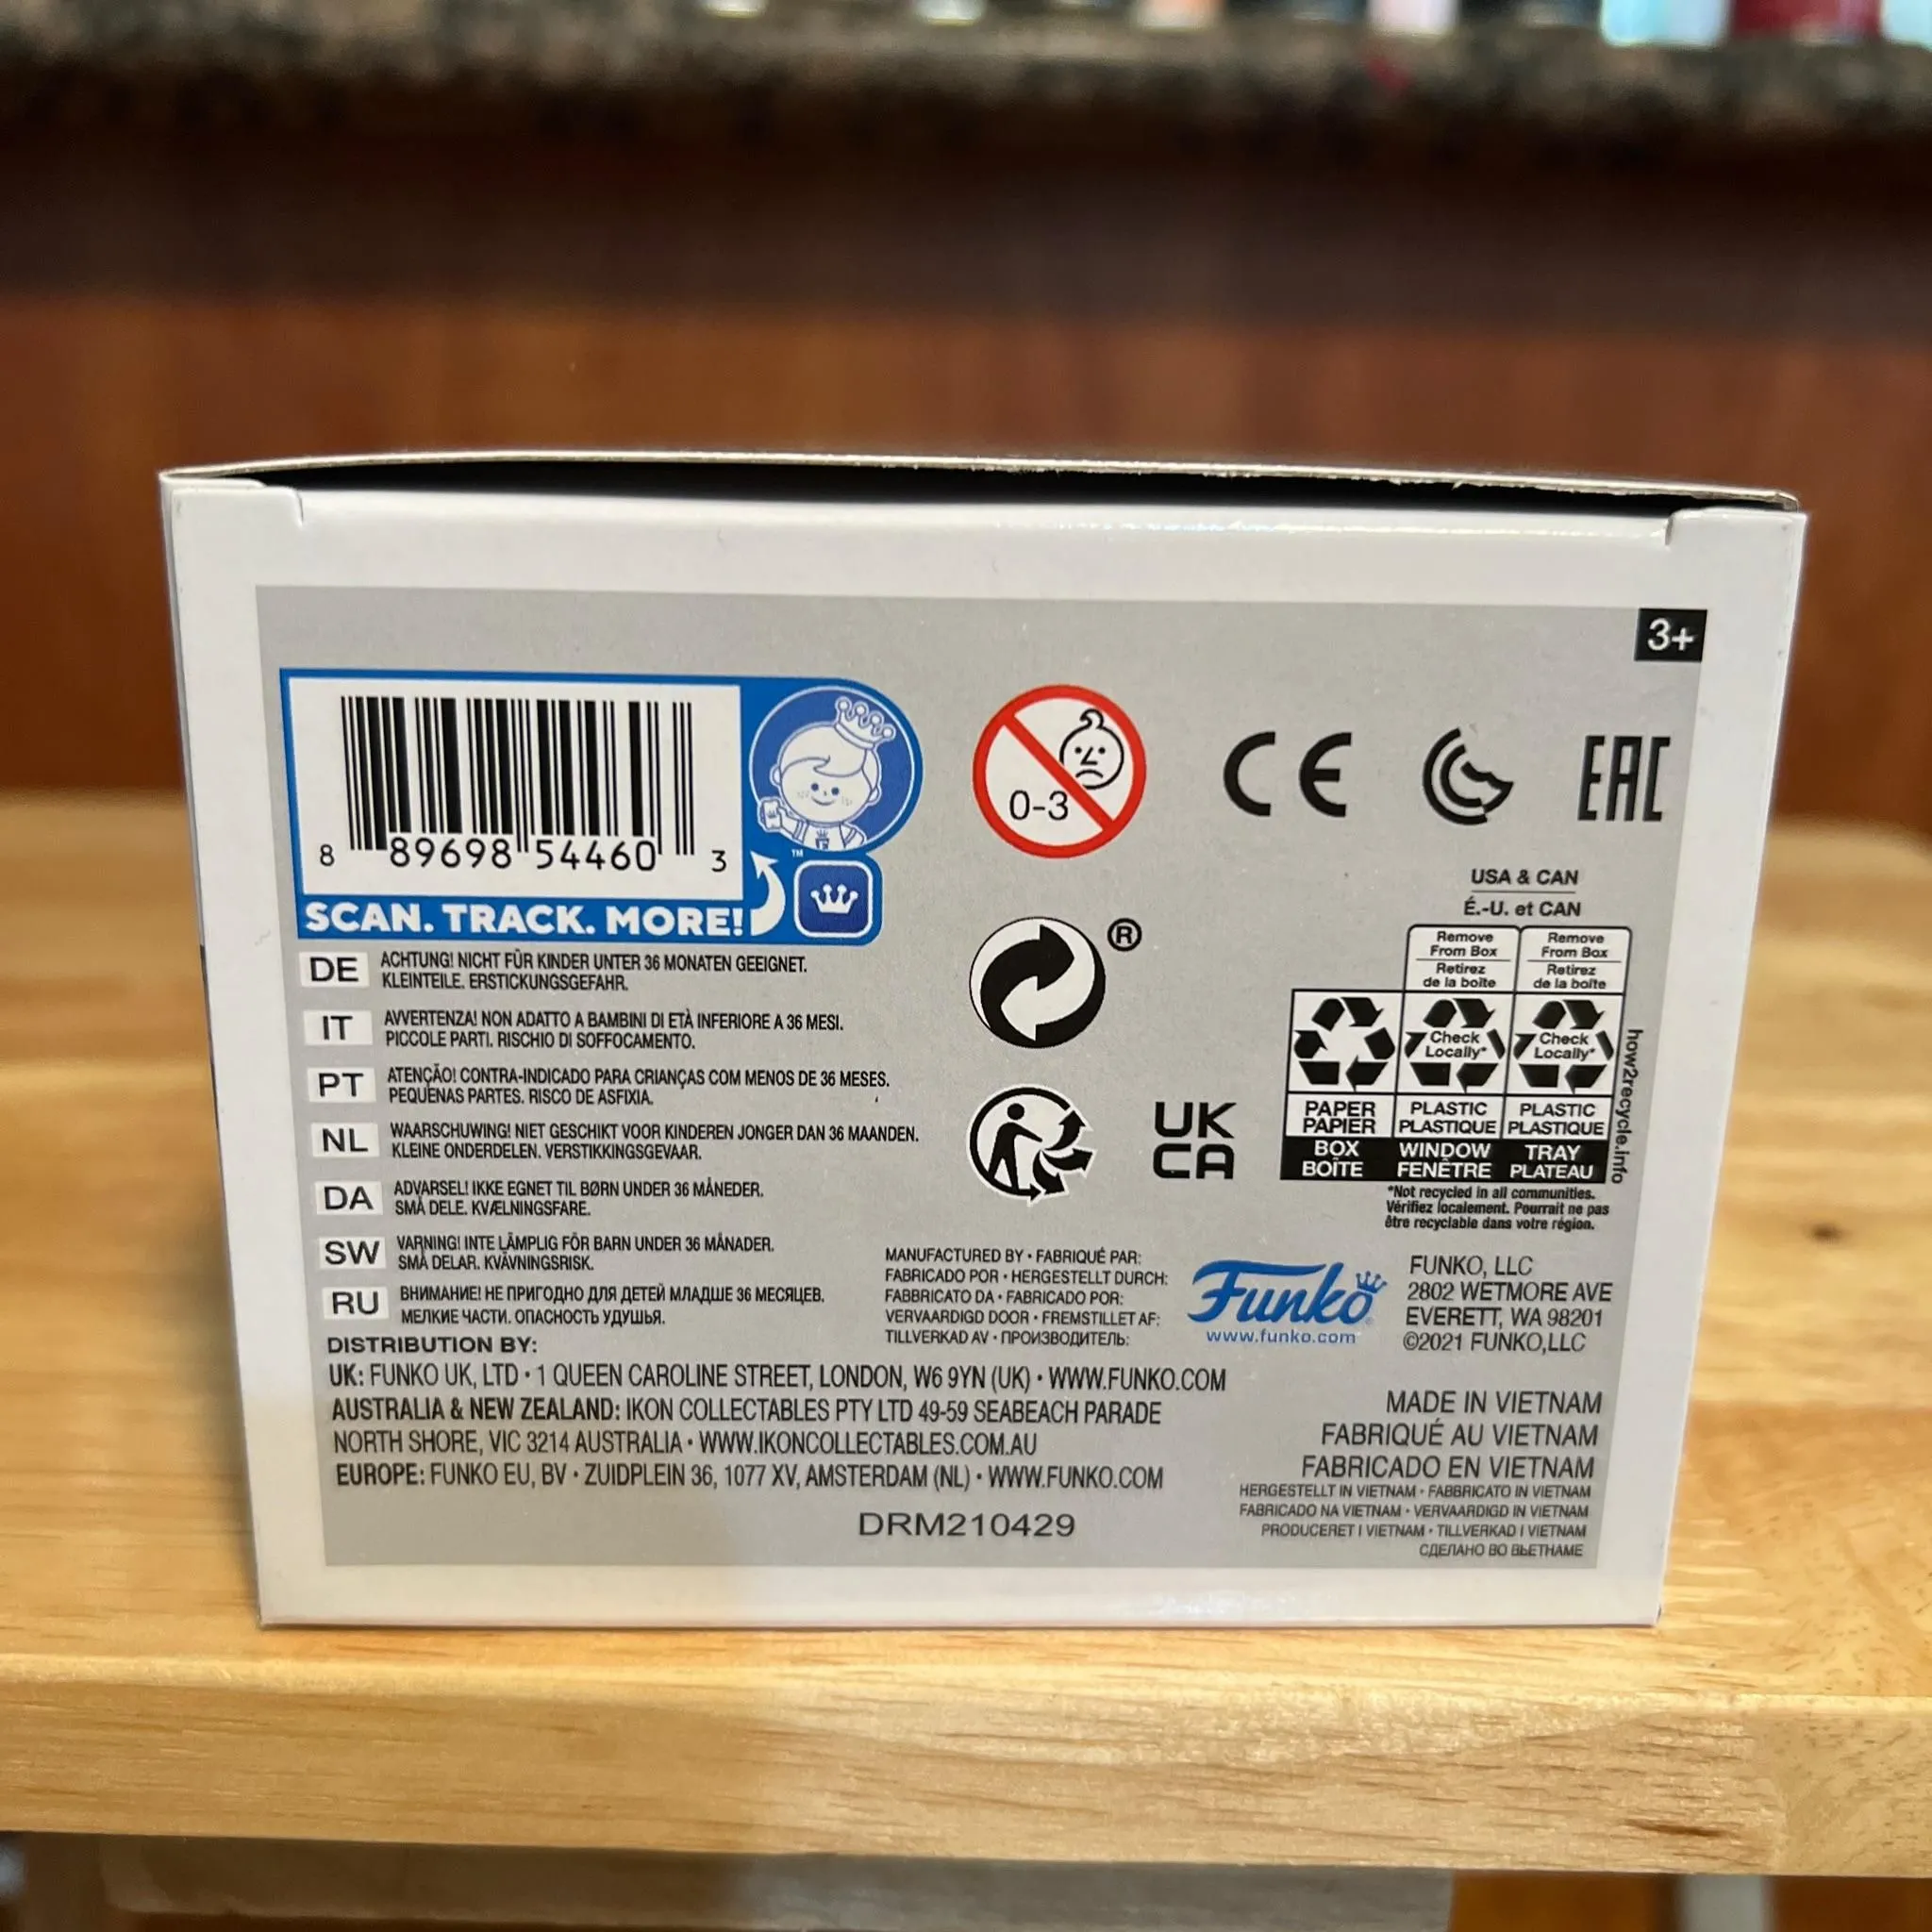 3+
8 89698 54460 3
™
SCAN. TRACK. MORE!
0-3
CE
EAC
®
USA & CAN
É.-U. et CAN
Remove From Box
Retirez de la boîte
Remove From Box
Retirez de la boîte
Check Locally*
Check Locally*
PAPER PAPIER
PLASTIC PLASTIQUE
PLASTIC PLASTIQUE
BOX BOÎTE
WINDOW FENÊTRE
TRAY PLATEAU
how2recycle.info
*Not recycled in all communities.
Vérifiez localement. Pourrait ne pas
être recyclable dans votre région.
UK
CA
DE ACHTUNG! NICHT FÜR KINDER UNTER 36 MONATEN GEEIGNET.
KLEINTEILE. ERSTICKUNGSGEFAHR.
IT AVVERTENZA! NON ADATTO A BAMBINI DI ETÀ INFERIORE A 36 MESI.
PICCOLE PARTI. RISCHIO DI SOFFOCAMENTO.
PT ATENÇÃO! CONTRA-INDICADO PARA CRIANÇAS COM MENOS DE 36 MESES.
PEQUENAS PARTES. RISCO DE ASFIXIA.
NL WAARSCHUWING! NIET GESCHIKT VOOR KINDEREN JONGER DAN 36 MAANDEN.
KLEINE ONDERDELEN. VERSTIKKINGSGEVAAR.
DA ADVARSEL! IKKE EGNET TIL BØRN UNDER 36 MÅNEDER.
SMÅ DELE. KVÆLNINGSFARE.
SW VARNING! INTE LÄMPLIG FÖR BARN UNDER 36 MÅNADER.
SMÅ DELAR. KVÄVNINGSRISK.
RU ВНИМАНИЕ! НЕ ПРИГОДНО ДЛЯ ДЕТЕЙ МЛАДШЕ 36 МЕСЯЦЕВ.
МЕЛКИЕ ЧАСТИ. ОПАСНОСТЬ УДУШЬЯ.
MANUFACTURED BY • FABRIQUÉ PAR:
FABRICADO POR • HERGESTELLT DURCH:
FABBRICATO DA • FABRICADO POR:
VERVAARDIGD DOOR • FREMSTILLET AF:
TILLVERKAD AV • ПРОИЗВОДИТЕЛЬ:
Funko
www.funko.com
FUNKO, LLC
2802 WETMORE AVE
EVERETT, WA 98201
©2021 FUNKO,LLC
DISTRIBUTION BY:
UK: FUNKO UK, LTD • 1 QUEEN CAROLINE STREET, LONDON, W6 9YN (UK) • WWW.FUNKO.COM
AUSTRALIA & NEW ZEALAND: IKON COLLECTABLES PTY LTD 49-59 SEABEACH PARADE
NORTH SHORE, VIC 3214 AUSTRALIA • WWW.IKONCOLLECTABLES.COM.AU
EUROPE: FUNKO EU, BV • ZUIDPLEIN 36, 1077 XV, AMSTERDAM (NL) • WWW.FUNKO.COM
DRM210429
MADE IN VIETNAM
FABRIQUÉ AU VIETNAM
FABRICADO EN VIETNAM
HERGESTELLT IN VIETNAM • FABBRICATO IN VIETNAM
FABRICADO NA VIETNAM • VERVAARDIGD IN VIETNAM
PRODUCERET I VIETNAM • TILLVERKAD I VIETNAM
СДЕЛАНО ВО ВЬЕТНАМЕ